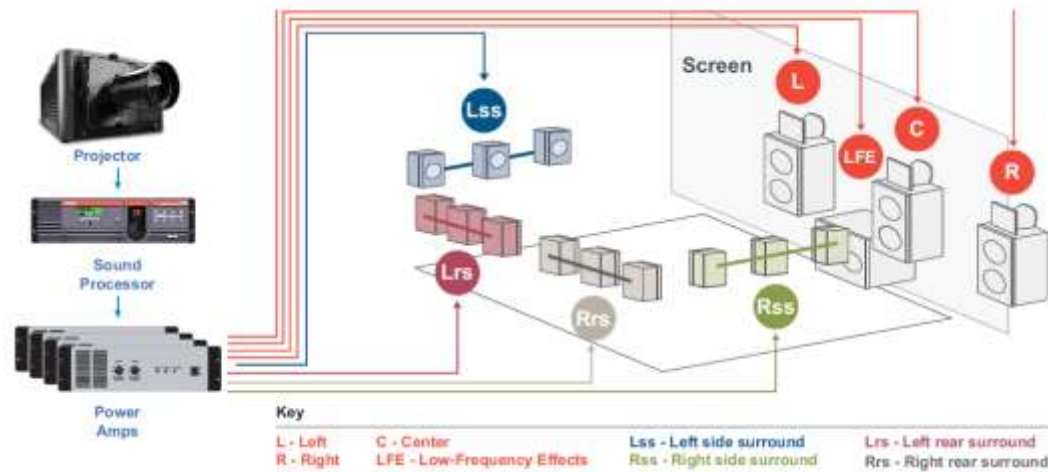 Screen
L
Lss
C
LFE
R
Projector
Sound
Processor
Lrs
Rrs
Rss
Power
Amps
Key
L - Left C - Center Lss - Left side surround Lrs - Left rear surround
R - Right LFE - Low-Frequency Effects Rss - Right side surround Rrs - Right rear surround